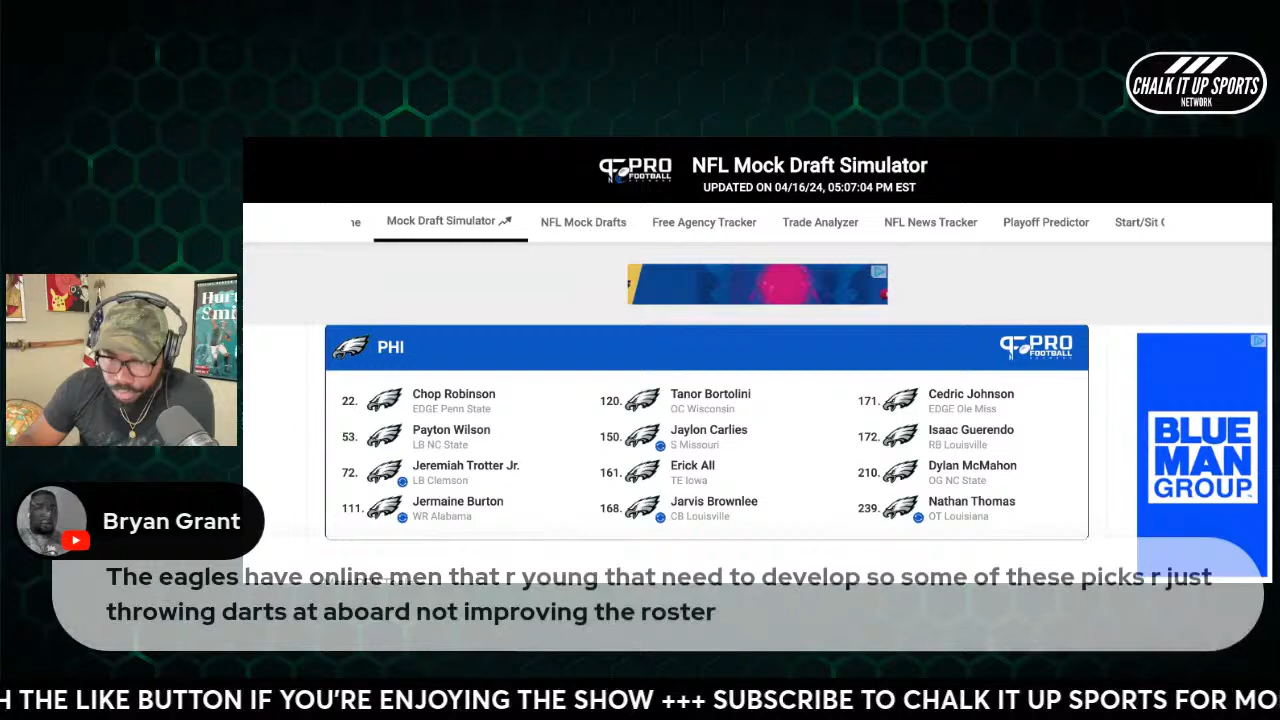 CHALK IT UP SPORTS
NETWORK
PRO
FOOTBALL
NETWORK
NFL Mock Draft Simulator
UPDATED ON 04/16/24, 05:07:04 PM EST
ne
Mock Draft Simulator
NFL Mock Drafts
Free Agency Tracker
Trade Analyzer
NFL News Tracker
Playoff Predictor
Start/Sit
PHI
PRO
FOOTBALL
22. Chop Robinson
EDGE Penn State
53. Payton Wilson
LB NC State
72. Jeremiah Trotter Jr.
LB Clemson
111. Jermaine Burton
WR Alabama
120. Tanor Bortolini
OC Wisconsin
150. Jaylon Carlies
S Missouri
161. Erick All
TE Iowa
168. Jarvis Brownlee
CB Louisville
171. Cedric Johnson
EDGE Ole Miss
172. Isaac Guerendo
RB Louisville
210. Dylan McMahon
OG NC State
239. Nathan Thomas
OT Louisiana
BLUE
MAN
GROUP
Bryan Grant
The eagles have online men that r young that need to develop so some of these picks r just
throwing darts at aboard not improving the roster
H THE LIKE BUTTON IF YOU'RE ENJOYING THE SHOW +++ SUBSCRIBE TO CHALK IT UP SPORTS FOR MO